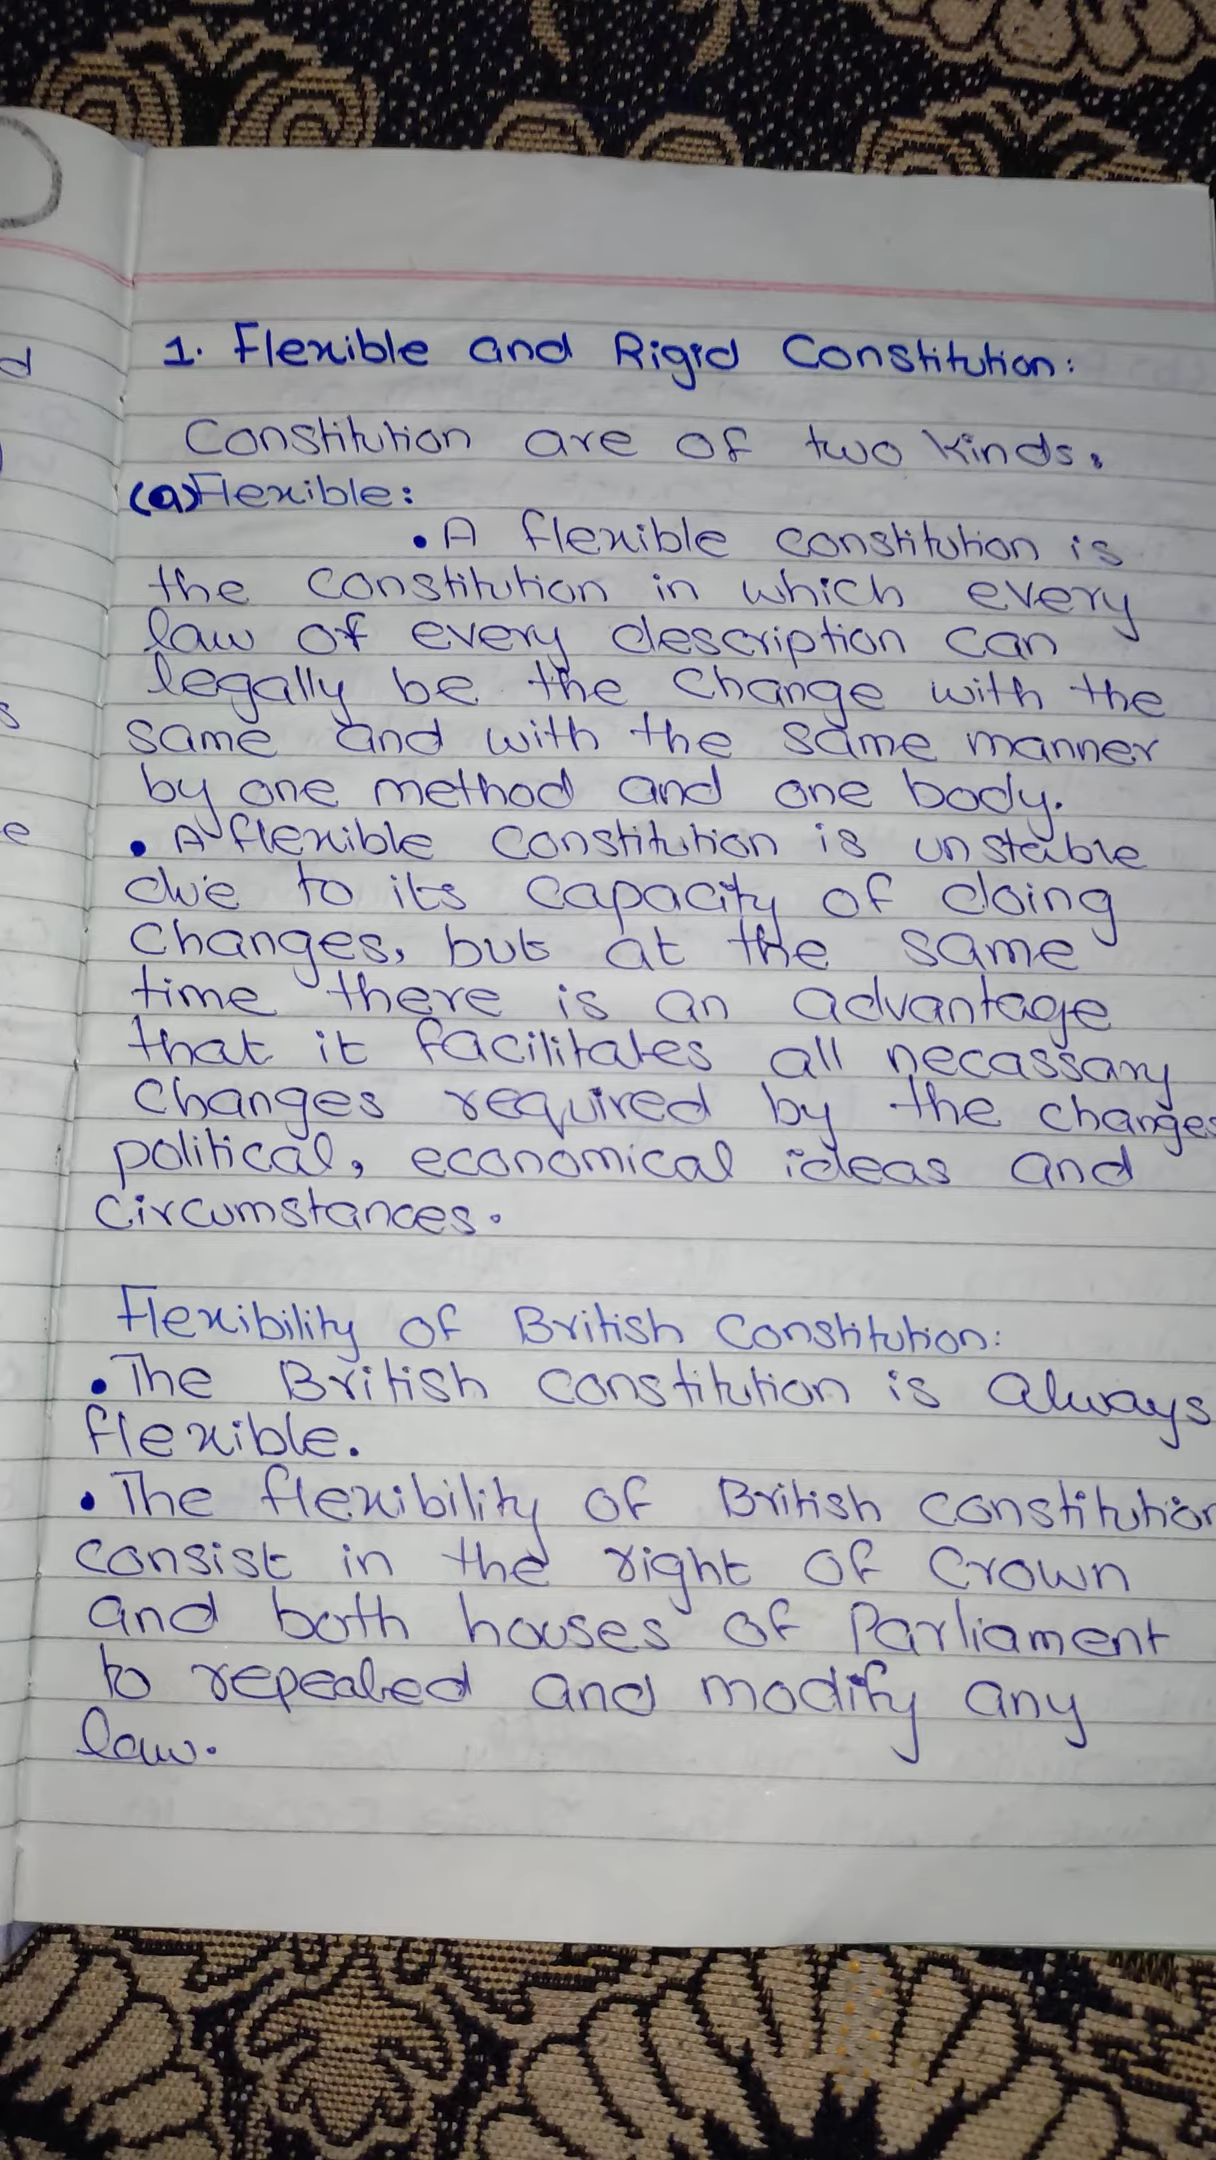 d
s
e
1. Flexible and Rigid Constitution:
Constitution are of two kinds.
(a) Flexible:
• A flexible constitution is
the constitution in which every
law of every description can
legally be the change with the
same and with the same manner
by one method and one body.
• A flexible constitution is unstable
due to its capacity of doing
changes, but at the same
time there is an advantage
that it facilitates all necassary
changes required by the changes
political, economical ideas and
circumstances.
Flexibility of British Constitution:
• The British constitution is always
flexible.
• The flexibility of British constitution
consist in the right of Crown
and both houses of Parliament
to repealed and modify any
law.